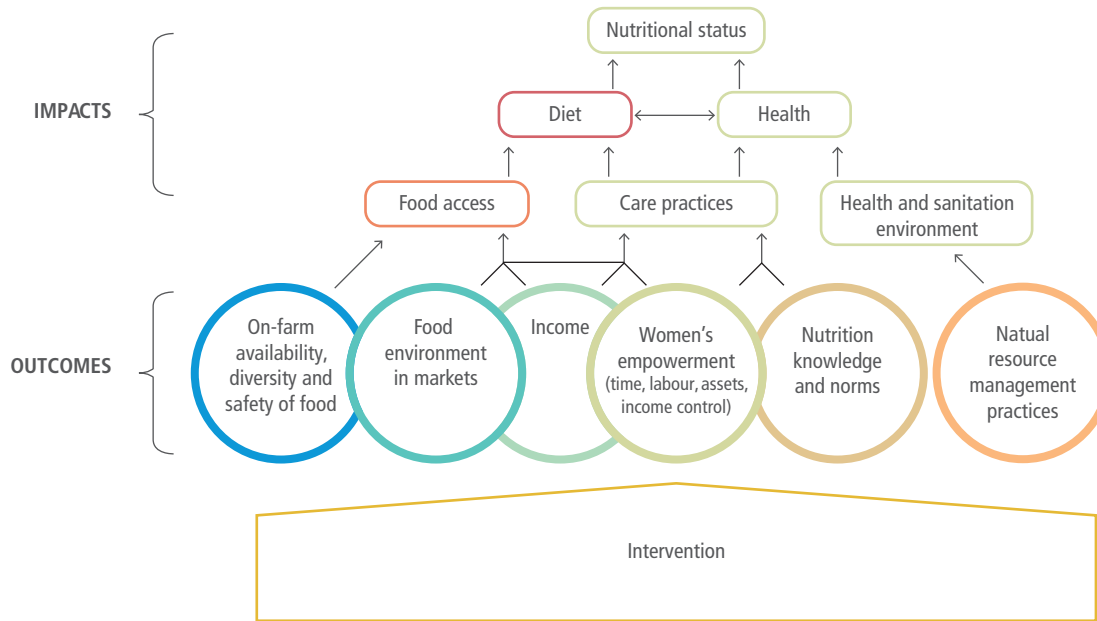 Nutritional status
IMPACTS
Diet
Health
Food access
Care practices
Health and sanitation
environment
OUTCOMES
On-farm
availability,
diversity and
safety of food
Food
environment
in markets
Income
Women's
empowerment
(time, labour, assets,
income control)
Nutrition
knowledge
and norms
Natual
resource
management
practices
Intervention